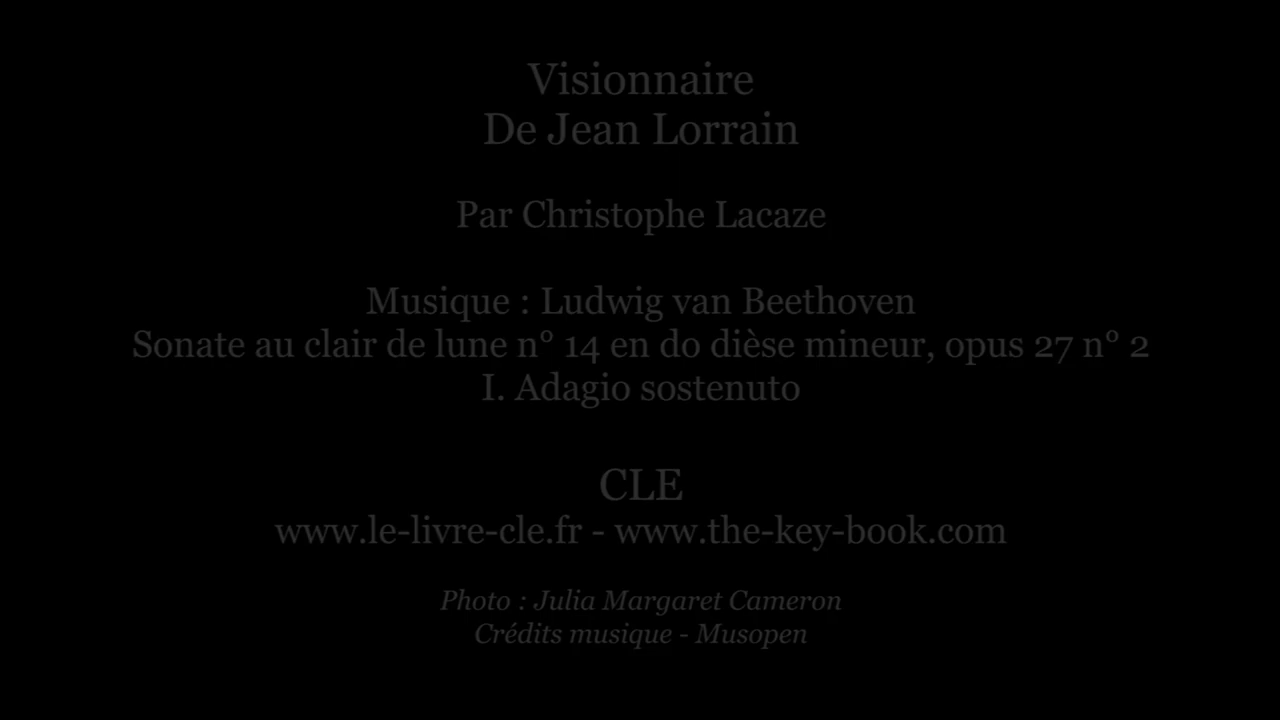 Visionnaire
De Jean Lorrain
Par Christophe Lacaze
Musique : Ludwig van Beethoven
Sonate au clair de lune n° 14 en do dièse mineur, opus 27 n° 2
I. Adagio sostenuto
CLE
www.le-livre-cle.fr - www.the-key-book.com
Photo : Julia Margaret Cameron
Crédits musique - Musopen